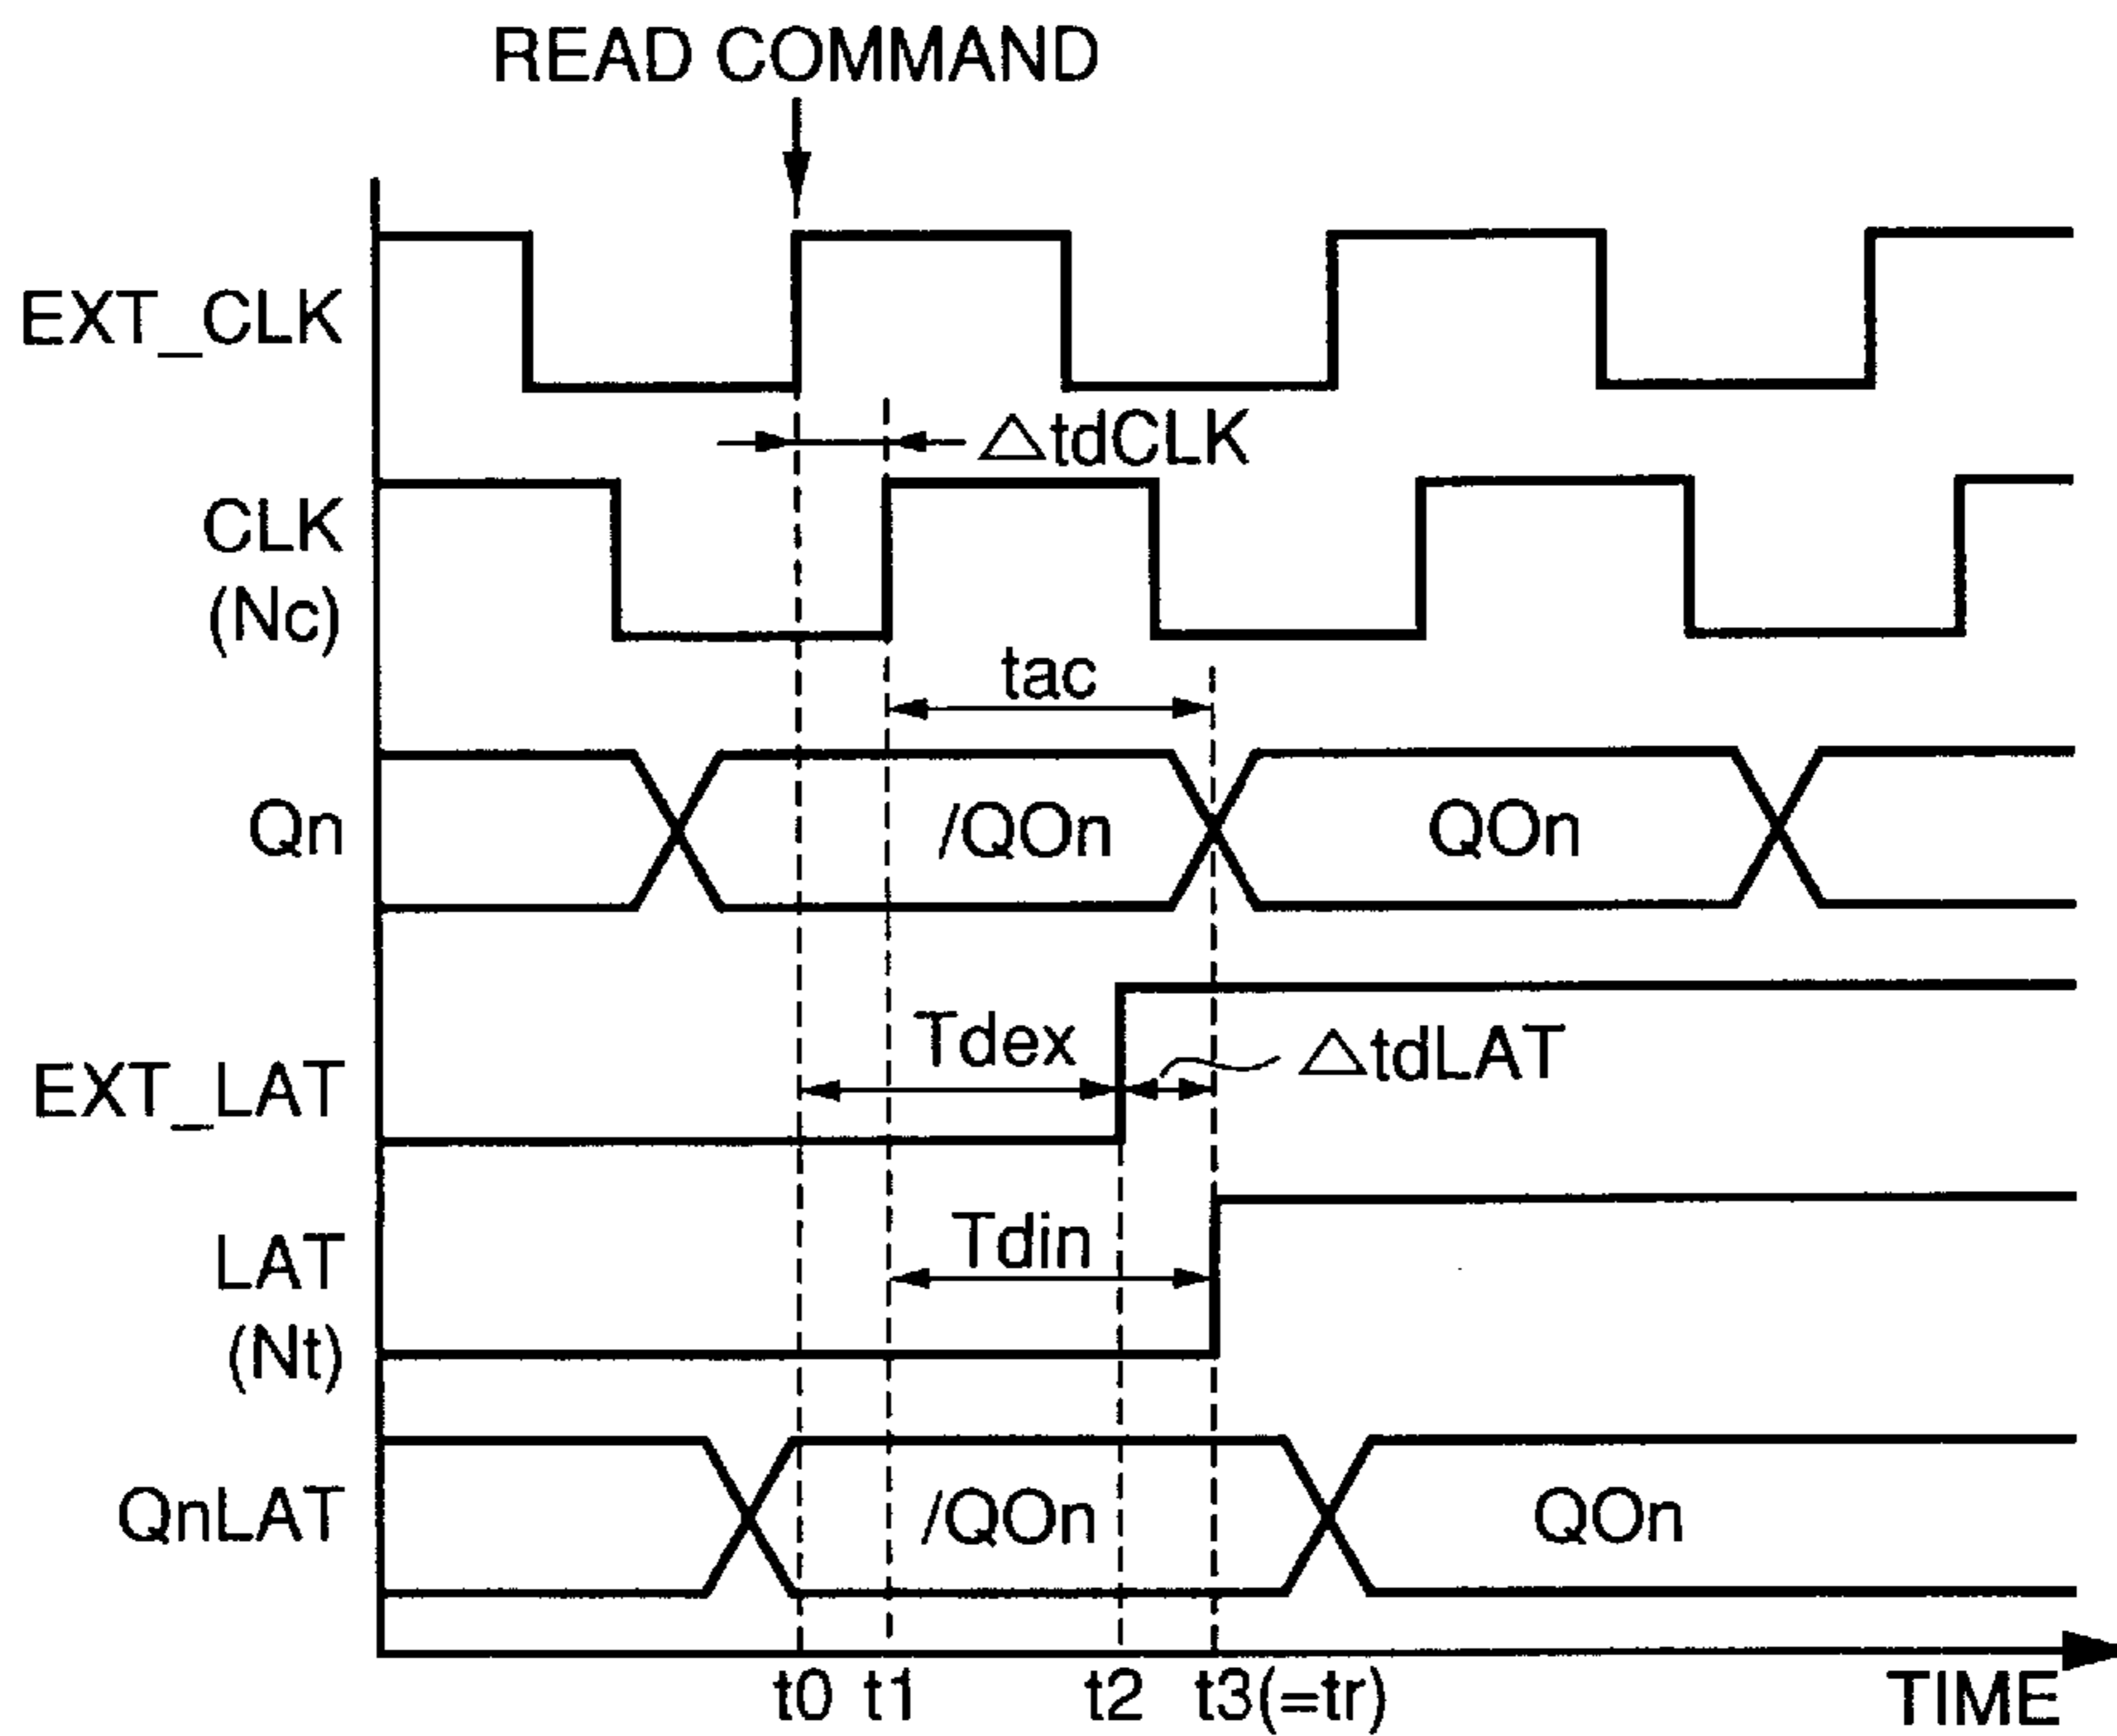 READ COMMAND
EXT_CLK
△tdCLK
CLK
(Nc)
tac
Qn
/QOn
QOn
Tdex
△tdLAT
EXT_LAT
Tdin
LAT
(Nt)
QnLAT
/QOn
QOn
t0 t1 t2 t3(=tr)
TIME